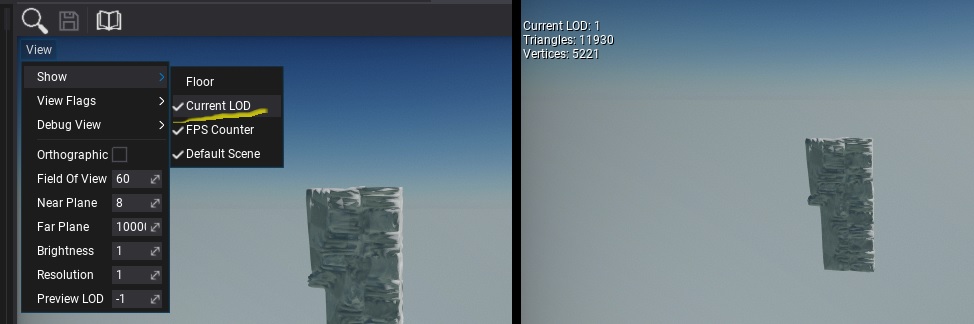 View
Show
View Flags
Debug View
Orthographic
Field Of View 60
Near Plane 8
Far Plane 1000
Brightness 1
Resolution 1
Preview LOD -1
Floor
Current LOD
FPS Counter
Default Scene
Current LOD: 1
Triangles: 11930
Vertices: 5221